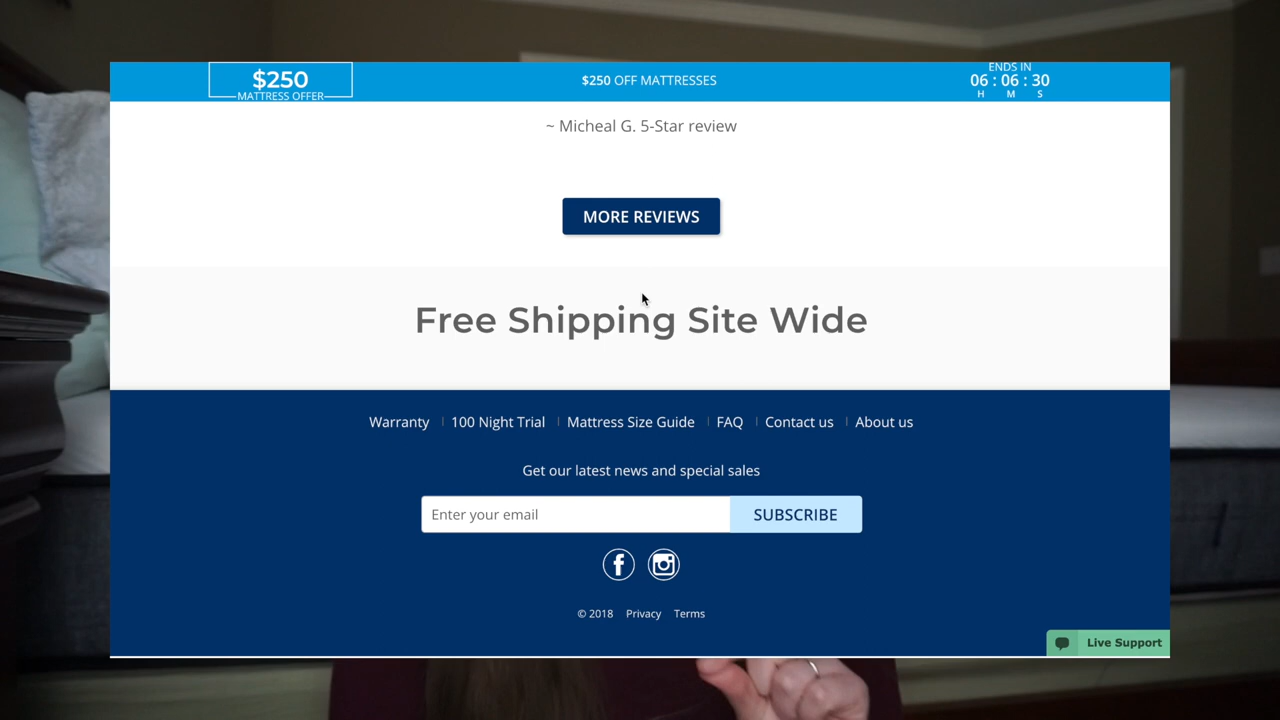 $250
MATTRESS OFFER
$250 OFF MATTRESSES
ENDS IN
06 : 06 : 30
H M S
~ Micheal G. 5-Star review
MORE REVIEWS
Free Shipping Site Wide
Warranty | 100 Night Trial | Mattress Size Guide | FAQ | Contact us | About us
Get our latest news and special sales
Enter your email SUBSCRIBE
© 2018 Privacy Terms
Live Support